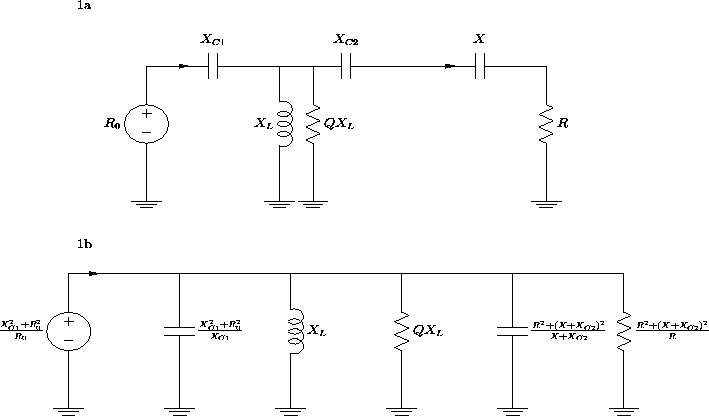 1a
X_{C1} X_{C2} X
+
R_0 X_L QX_L R
−
1b
\frac{X_{C1}^2+R_0^2}{R_0} + − \frac{X_{C1}^2+R_0^2}{X_{C1}} X_L QX_L \frac{R^2+(X+X_{C2})^2}{X+X_{C2}} \frac{R^2+(X+X_{C2})^2}{R}